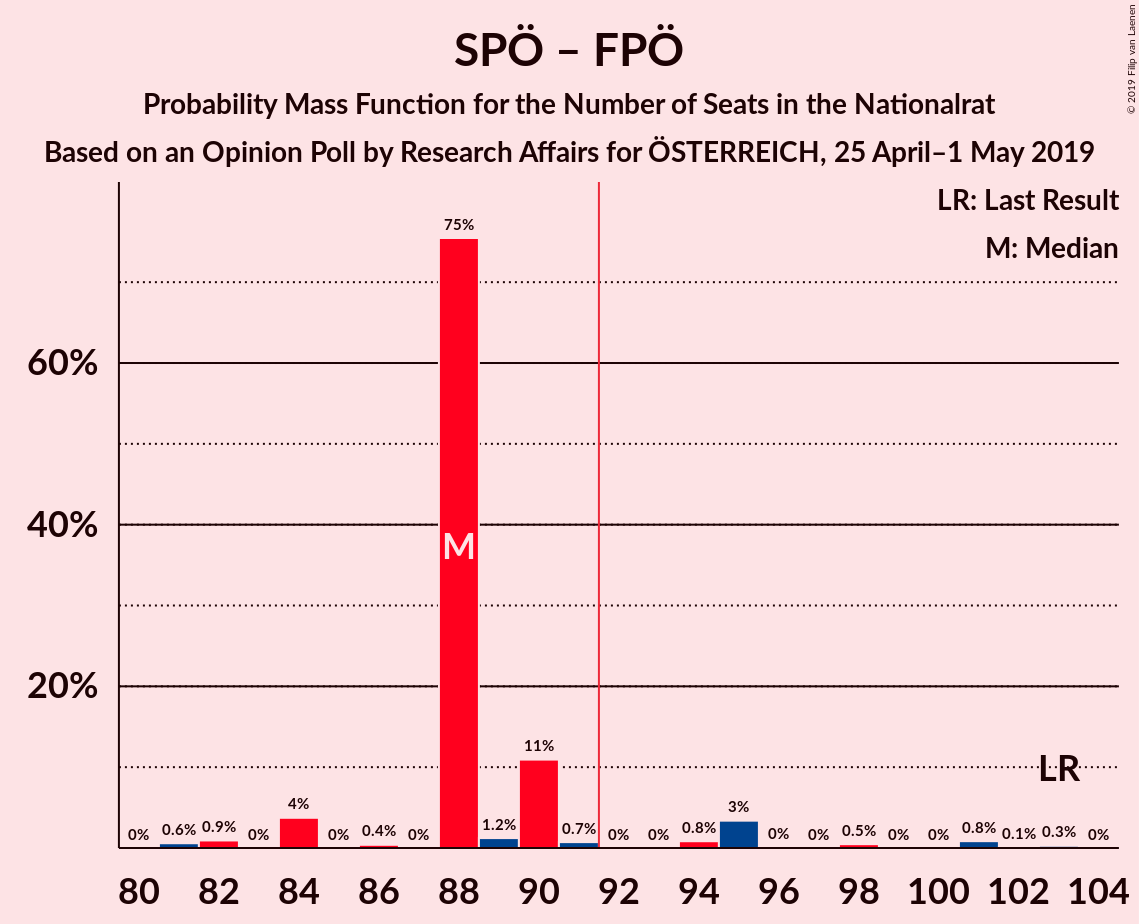 SPÖ – FPÖ
Probability Mass Function for the Number of Seats in the Nationalrat
Based on an Opinion Poll by Research Affairs for ÖSTERREICH, 25 April–1 May 2019
© 2019 Filip van Laenen
LR: Last Result
M: Median
60%
40%
20%
0% 0.6% 0.9% 0% 4% 0% 0.4% 0% 75% 1.2% 11% 0.7% 0% 0% 0.8% 3% 0% 0% 0.5% 0% 0% 0.8% 0.1% 0.3% 0%
M
LR
80 82 84 86 88 90 92 94 96 98 100 102 104